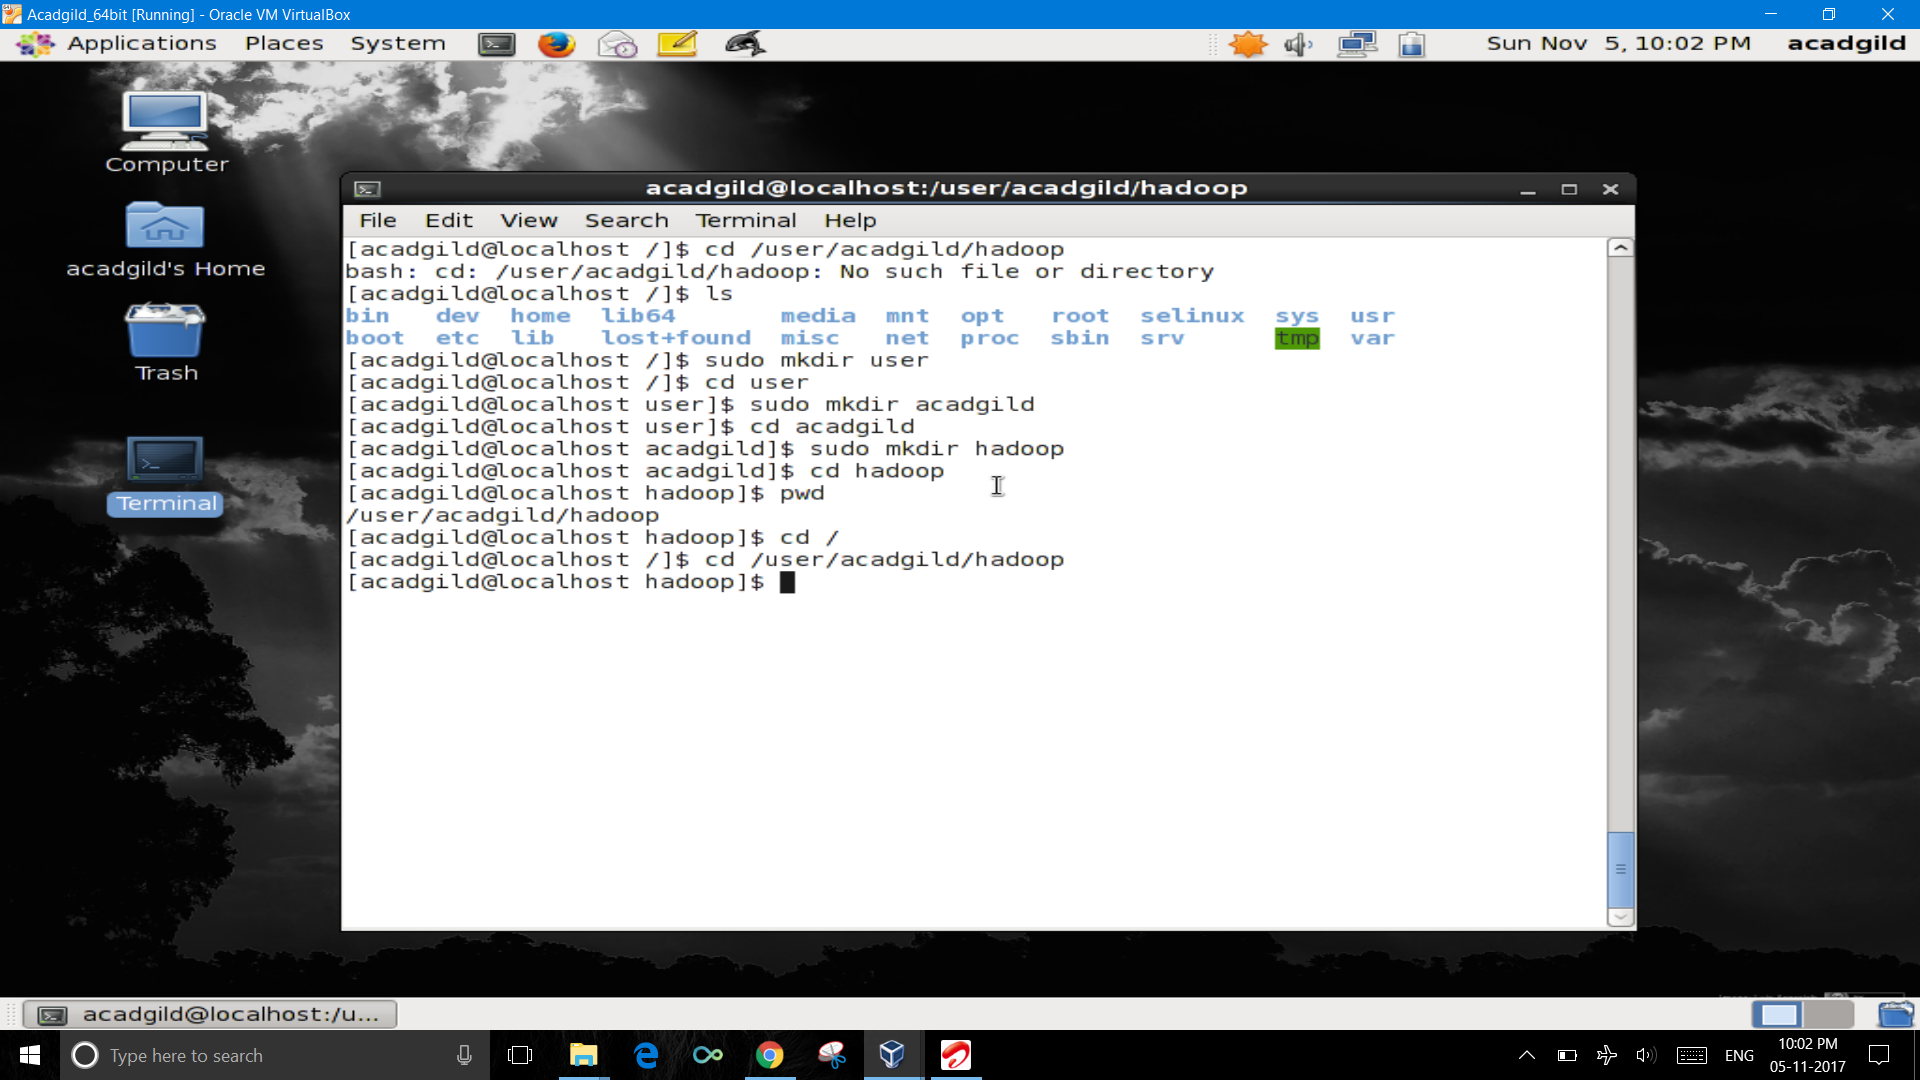 Acadgild_64bit [Running] - Oracle VM VirtualBox
Applications Places System Sun Nov 5, 10:02 PM acadgild
Computer
acadgild's Home
Trash
Terminal
acadgild@localhost:/user/acadgild/hadoop
File Edit View Search Terminal Help
[acadgild@localhost /]$ cd /user/acadgild/hadoop
bash: cd: /user/acadgild/hadoop: No such file or directory
[acadgild@localhost /]$ ls
bin dev home lib64 media mnt opt root selinux sys usr
boot etc lib lost+found misc net proc sbin srv tmp var
[acadgild@localhost /]$ sudo mkdir user
[acadgild@localhost /]$ cd user
[acadgild@localhost user]$ sudo mkdir acadgild
[acadgild@localhost user]$ cd acadgild
[acadgild@localhost acadgild]$ sudo mkdir hadoop
[acadgild@localhost acadgild]$ cd hadoop
[acadgild@localhost hadoop]$ pwd
/user/acadgild/hadoop
[acadgild@localhost hadoop]$ cd /
[acadgild@localhost /]$ cd /user/acadgild/hadoop
[acadgild@localhost hadoop]$
acadgild@localhost:/u...
Type here to search
ENG
10:02 PM
05-11-2017